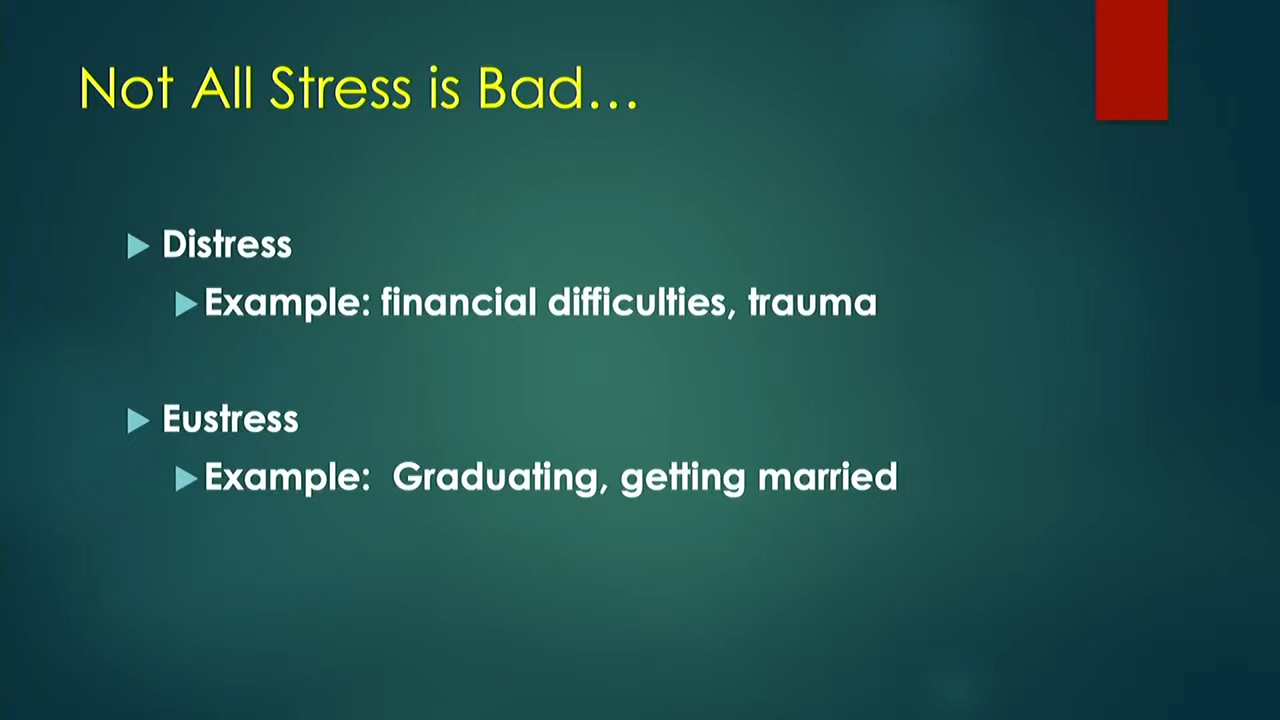 Not All Stress is Bad...
Distress
Example: financial difficulties, trauma
Eustress
Example:  Graduating, getting married